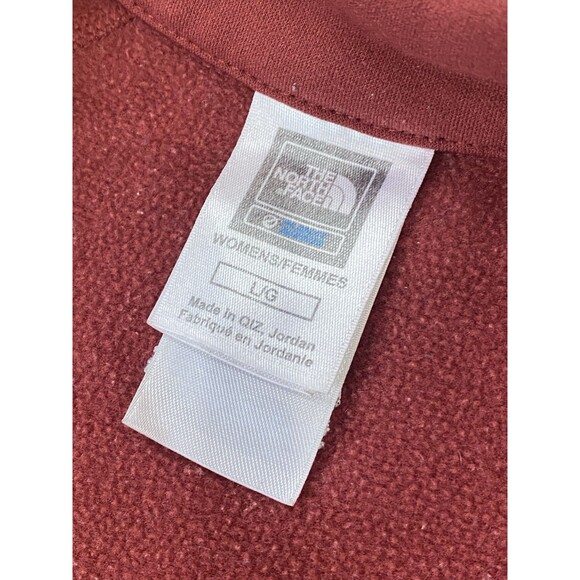 THE
NORTH
FACE
WOMENS/FEMMES
L/G
Made in QIZ, Jordan
Fabriqué en Jordanie